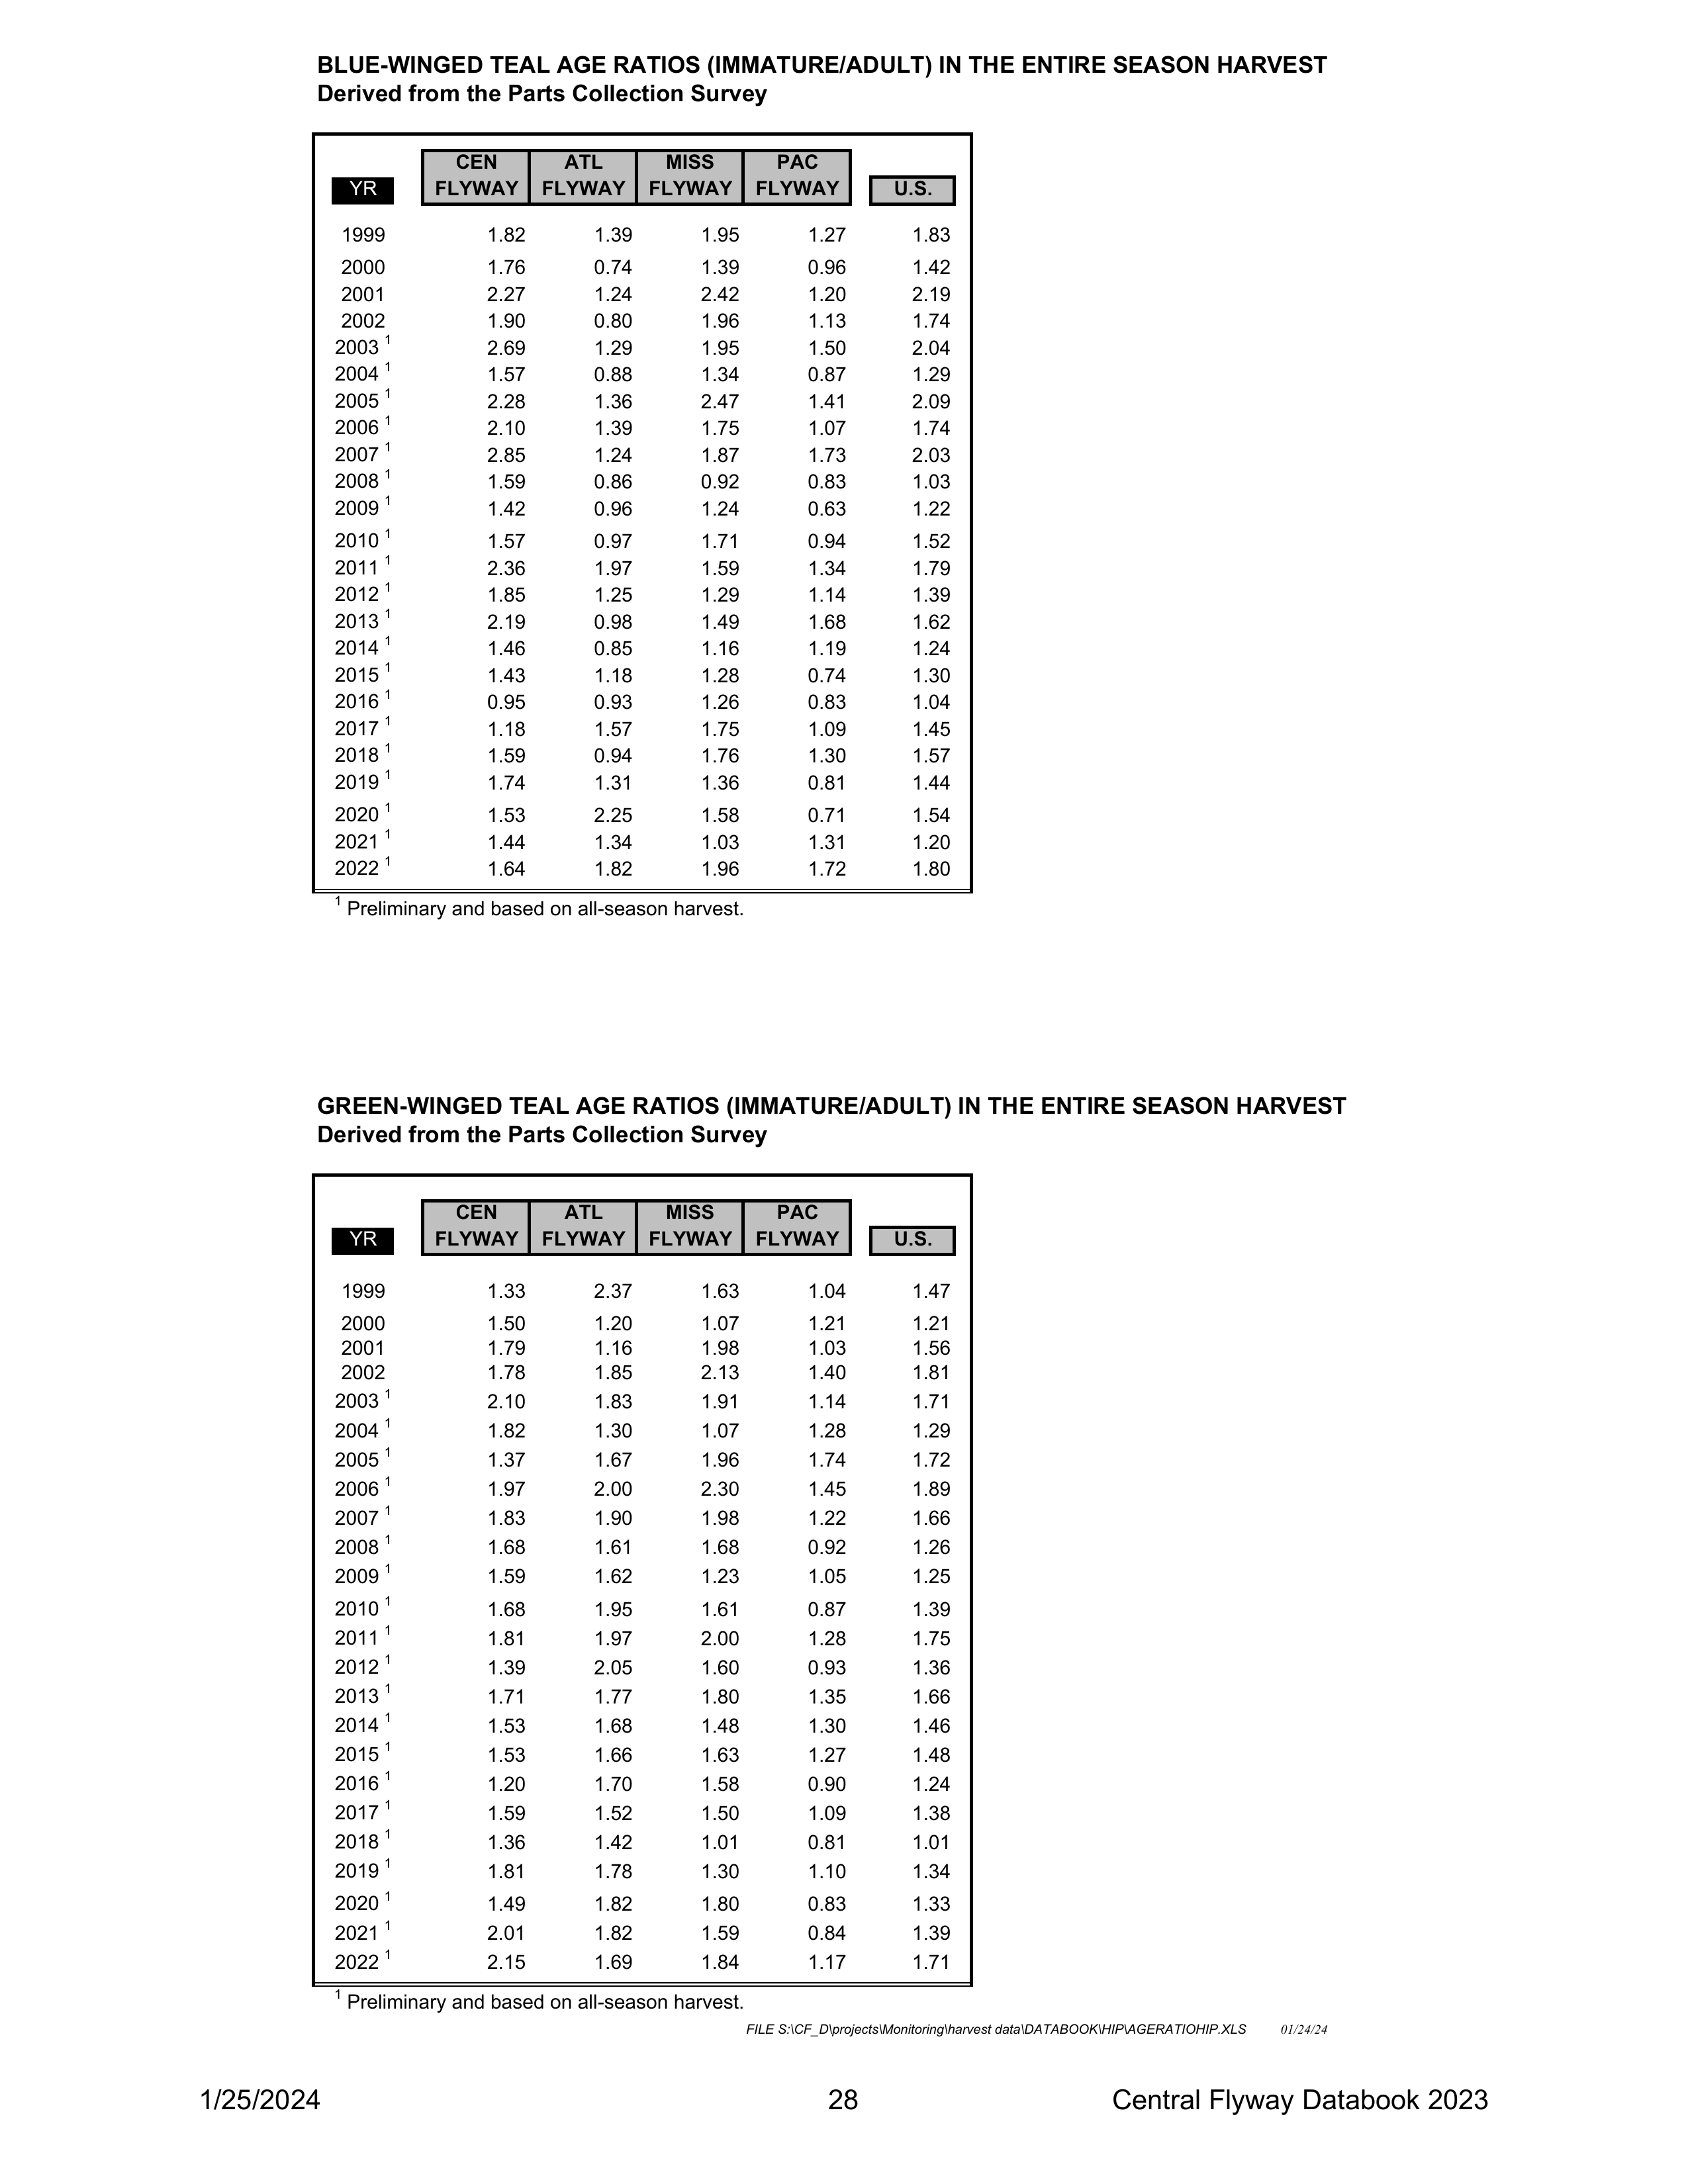 BLUE-WINGED TEAL AGE RATIOS (IMMATURE/ADULT) IN THE ENTIRE SEASON HARVEST
Derived from the Parts Collection Survey
CEN ATL MISS PAC
YR FLYWAY FLYWAY FLYWAY FLYWAY U.S.
1999 1.82 1.39 1.95 1.27 1.83
2000 1.76 0.74 1.39 0.96 1.42
2001 2.27 1.24 2.42 1.20 2.19
2002 1.90 0.80 1.96 1.13 1.74
2003 1 2.69 1.29 1.95 1.50 2.04
2004 1 1.57 0.88 1.34 0.87 1.29
2005 1 2.28 1.36 2.47 1.41 2.09
2006 1 2.10 1.39 1.75 1.07 1.74
2007 1 2.85 1.24 1.87 1.73 2.03
2008 1 1.59 0.86 0.92 0.83 1.03
2009 1 1.42 0.96 1.24 0.63 1.22
2010 1 1.57 0.97 1.71 0.94 1.52
2011 1 2.36 1.97 1.59 1.34 1.79
2012 1 1.85 1.25 1.29 1.14 1.39
2013 1 2.19 0.98 1.49 1.68 1.62
2014 1 1.46 0.85 1.16 1.19 1.24
2015 1 1.43 1.18 1.28 0.74 1.30
2016 1 0.95 0.93 1.26 0.83 1.04
2017 1 1.18 1.57 1.75 1.09 1.45
2018 1 1.59 0.94 1.76 1.30 1.57
2019 1 1.74 1.31 1.36 0.81 1.44
2020 1 1.53 2.25 1.58 0.71 1.54
2021 1 1.44 1.34 1.03 1.31 1.20
2022 1 1.64 1.82 1.96 1.72 1.80
1 Preliminary and based on all-season harvest.
GREEN-WINGED TEAL AGE RATIOS (IMMATURE/ADULT) IN THE ENTIRE SEASON HARVEST
Derived from the Parts Collection Survey
CEN ATL MISS PAC
YR FLYWAY FLYWAY FLYWAY FLYWAY U.S.
1999 1.33 2.37 1.63 1.04 1.47
2000 1.50 1.20 1.07 1.21 1.21
2001 1.79 1.16 1.98 1.03 1.56
2002 1.78 1.85 2.13 1.40 1.81
2003 1 2.10 1.83 1.91 1.14 1.71
2004 1 1.82 1.30 1.07 1.28 1.29
2005 1 1.37 1.67 1.96 1.74 1.72
2006 1 1.97 2.00 2.30 1.45 1.89
2007 1 1.83 1.90 1.98 1.22 1.66
2008 1 1.68 1.61 1.68 0.92 1.26
2009 1 1.59 1.62 1.23 1.05 1.25
2010 1 1.68 1.95 1.61 0.87 1.39
2011 1 1.81 1.97 2.00 1.28 1.75
2012 1 1.39 2.05 1.60 0.93 1.36
2013 1 1.71 1.77 1.80 1.35 1.66
2014 1 1.53 1.68 1.48 1.30 1.46
2015 1 1.53 1.66 1.63 1.27 1.48
2016 1 1.20 1.70 1.58 0.90 1.24
2017 1 1.59 1.52 1.50 1.09 1.38
2018 1 1.36 1.42 1.01 0.81 1.01
2019 1 1.81 1.78 1.30 1.10 1.34
2020 1 1.49 1.82 1.80 0.83 1.33
2021 1 2.01 1.82 1.59 0.84 1.39
2022 1 2.15 1.69 1.84 1.17 1.71
1 Preliminary and based on all-season harvest.
FILE S:\CF_D\projects\Monitoring\harvest data\DATABOOK\HIP\AGERATIOHIP.XLS 01/24/24
1/25/2024 28 Central Flyway Databook 2023